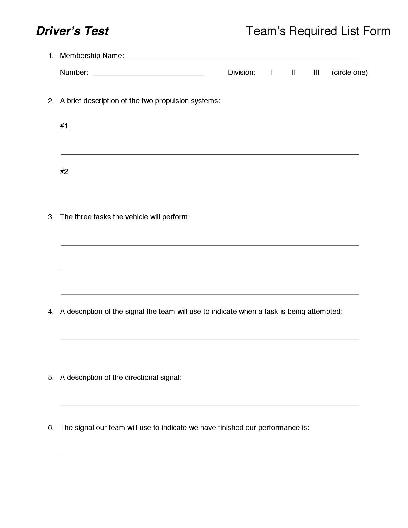 Driver's Test Team's Required List Form
1. Membership Name:
Number: Division: I II III (circle one)
2. A brief description of the two propulsion systems:
#1
#2
3. The three tasks the vehicle will perform:
4. A description of the signal the team will use to indicate when a task is being attempted:
5. A description of the directional signal:
6. The signal our team will use to indicate we have finished our performance is: